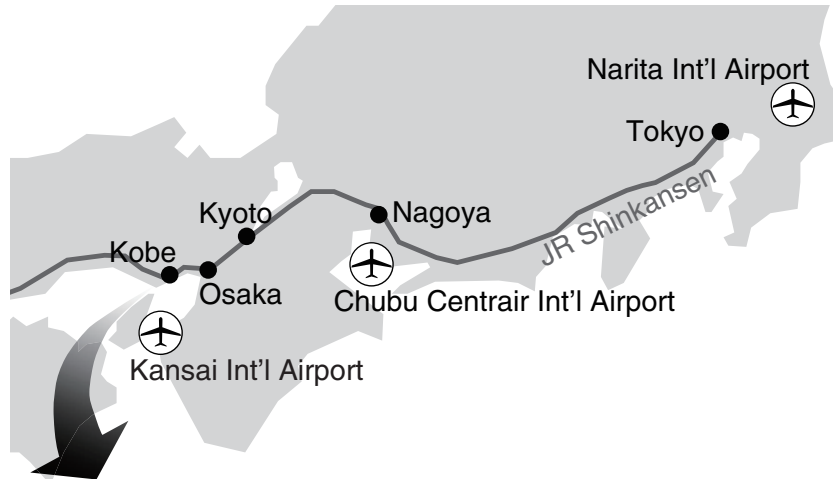 Narita Int'l Airport
Tokyo
JR Shinkansen
Kyoto
Nagoya
Kobe
Osaka
Chubu Centrair Int'l Airport
Kansai Int'l Airport